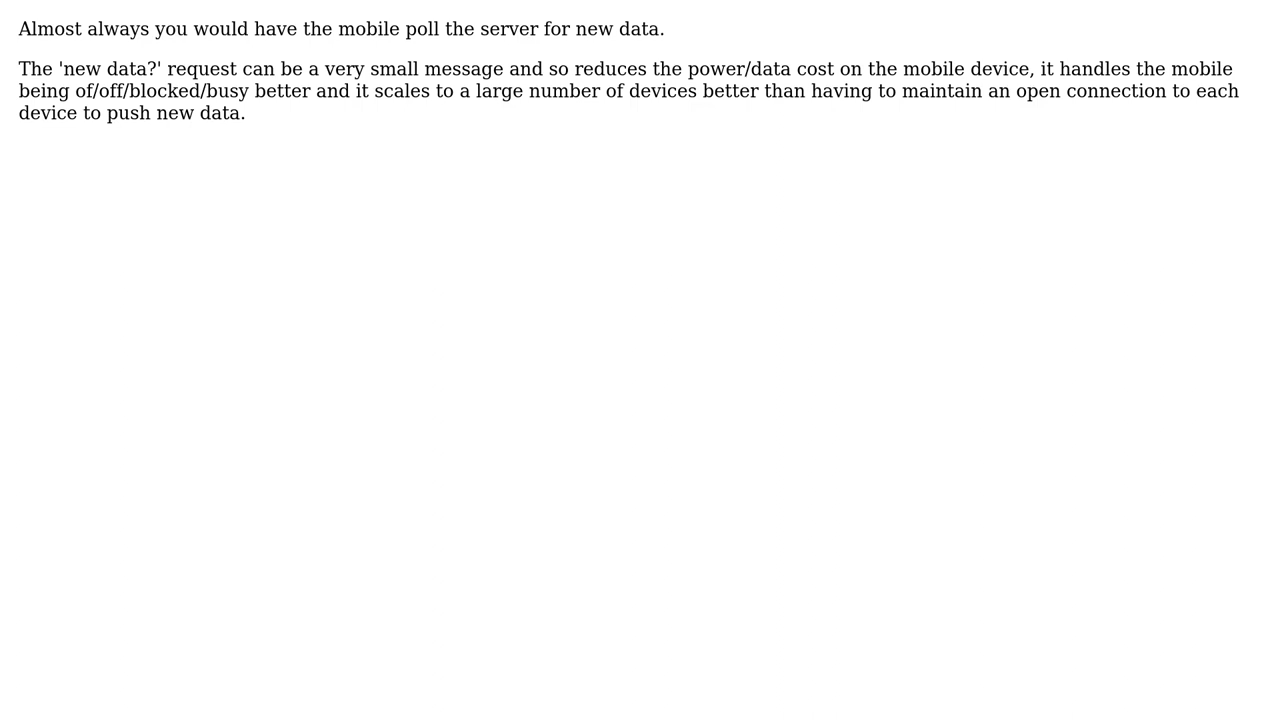 Almost always you would have the mobile poll the server for new data.
The 'new data?' request can be a very small message and so reduces the power/data cost on the mobile device, it handles the mobile
being of/off/blocked/busy better and it scales to a large number of devices better than having to maintain an open connection to each
device to push new data.